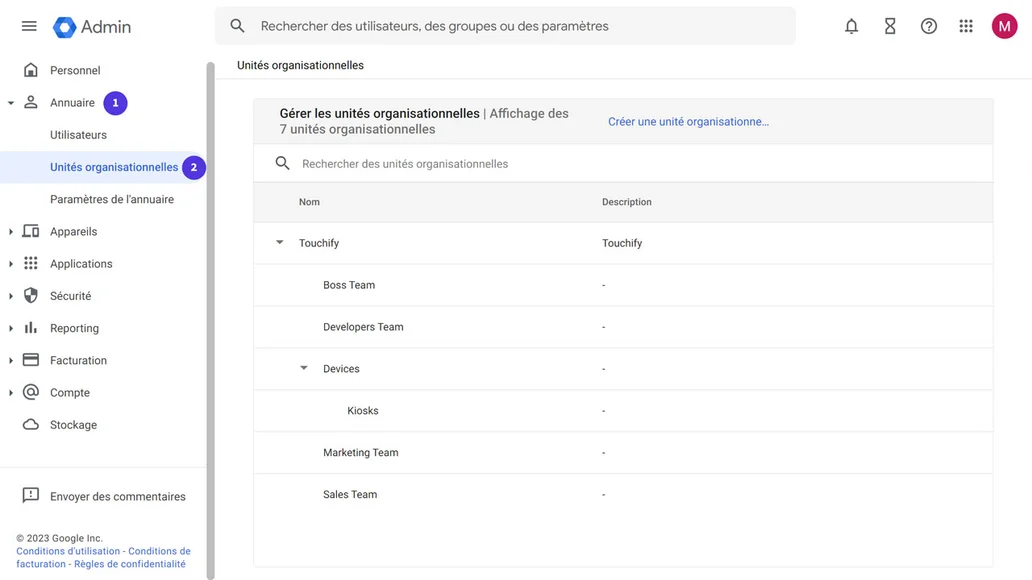 Admin
Rechercher des utilisateurs, des groupes ou des paramètres
M
Personnel
Annuaire 1
Utilisateurs
Unités organisationnelles 2
Paramètres de l'annuaire
Appareils
Applications
Sécurité
Reporting
Facturation
Compte
Stockage
Envoyer des commentaires
© 2023 Google Inc.
Conditions d'utilisation - Conditions de
facturation - Règles de confidentialité
Unités organisationnelles
Gérer les unités organisationnelles | Affichage des
7 unités organisationnelles
Créer une unité organisationne...
Rechercher des unités organisationnelles
Nom Description
Touchify Touchify
Boss Team -
Developers Team -
Devices -
Kiosks -
Marketing Team -
Sales Team -